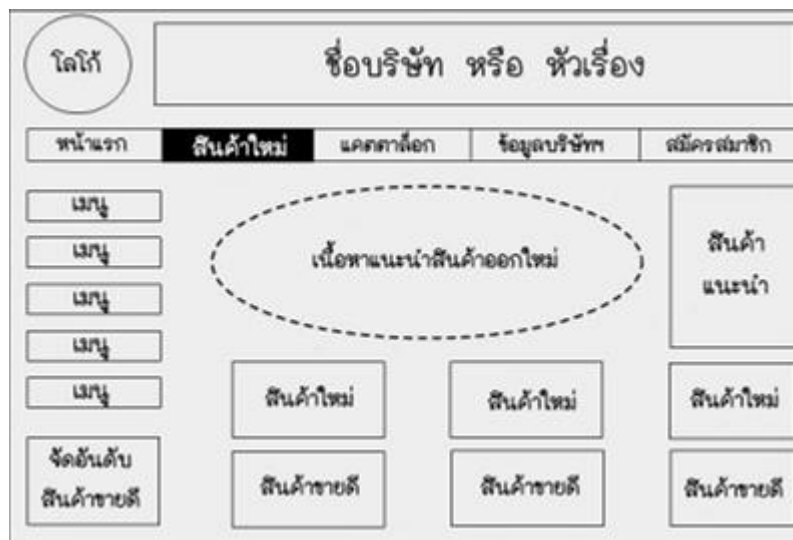 โลโก้
ชื่อบริษัท หรือ หัวเรื่อง
หน้าแรก
สินค้าใหม่
แคตตาล็อก
ข้อมูลบริษัทฯ
สมัครสมาชิก
เมนู
เมนู
เมนู
เมนู
เมนู
จัดอันดับ
สินค้าขายดี
เนื้อหาแนะนำสินค้าออกใหม่
สินค้า
แนะนำ
สินค้าใหม่
สินค้าใหม่
สินค้าใหม่
สินค้าขายดี
สินค้าขายดี
สินค้าขายดี